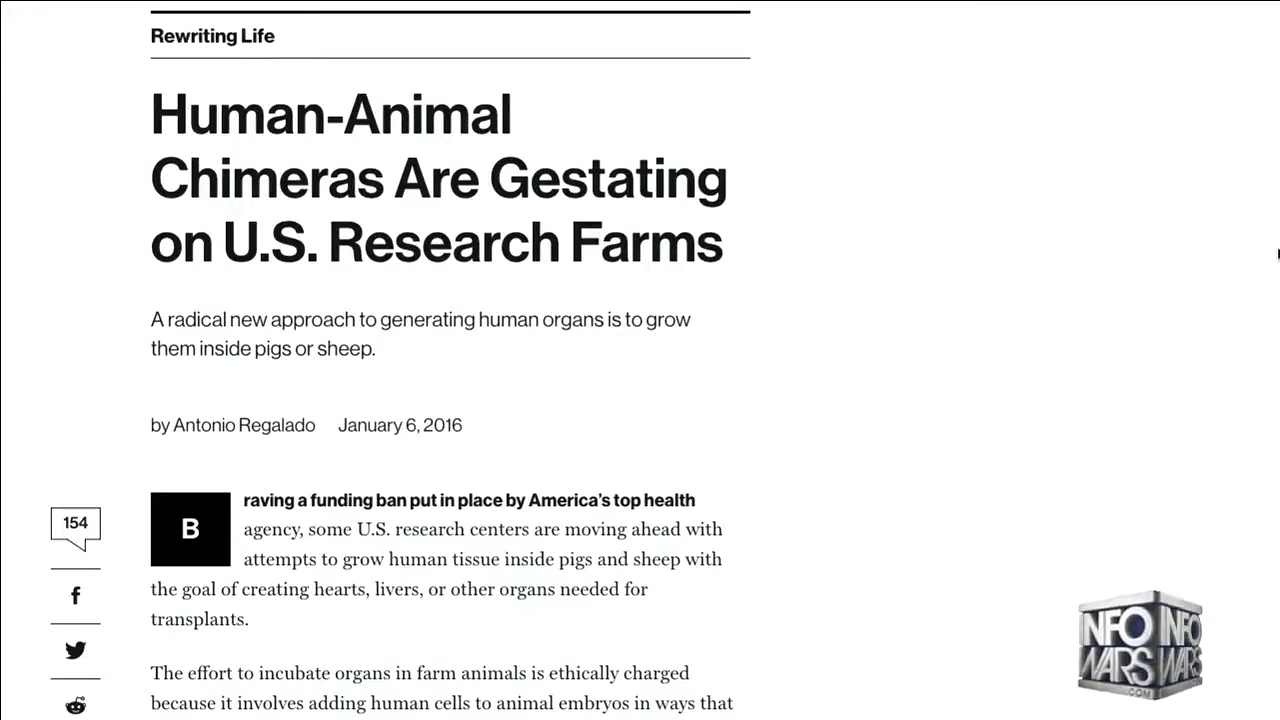 Rewriting Life
Human-Animal
Chimeras Are Gestating
on U.S. Research Farms
A radical new approach to generating human organs is to grow
them inside pigs or sheep.
by Antonio Regalado January 6, 2016
B
raving a funding ban put in place by America's top health
agency, some U.S. research centers are moving ahead with
attempts to grow human tissue inside pigs and sheep with
the goal of creating hearts, livers, or other organs needed for
transplants.
The effort to incubate organs in farm animals is ethically charged
because it involves adding human cells to animal embryos in ways that
154
INFO INFO
WARS WARS
.COM